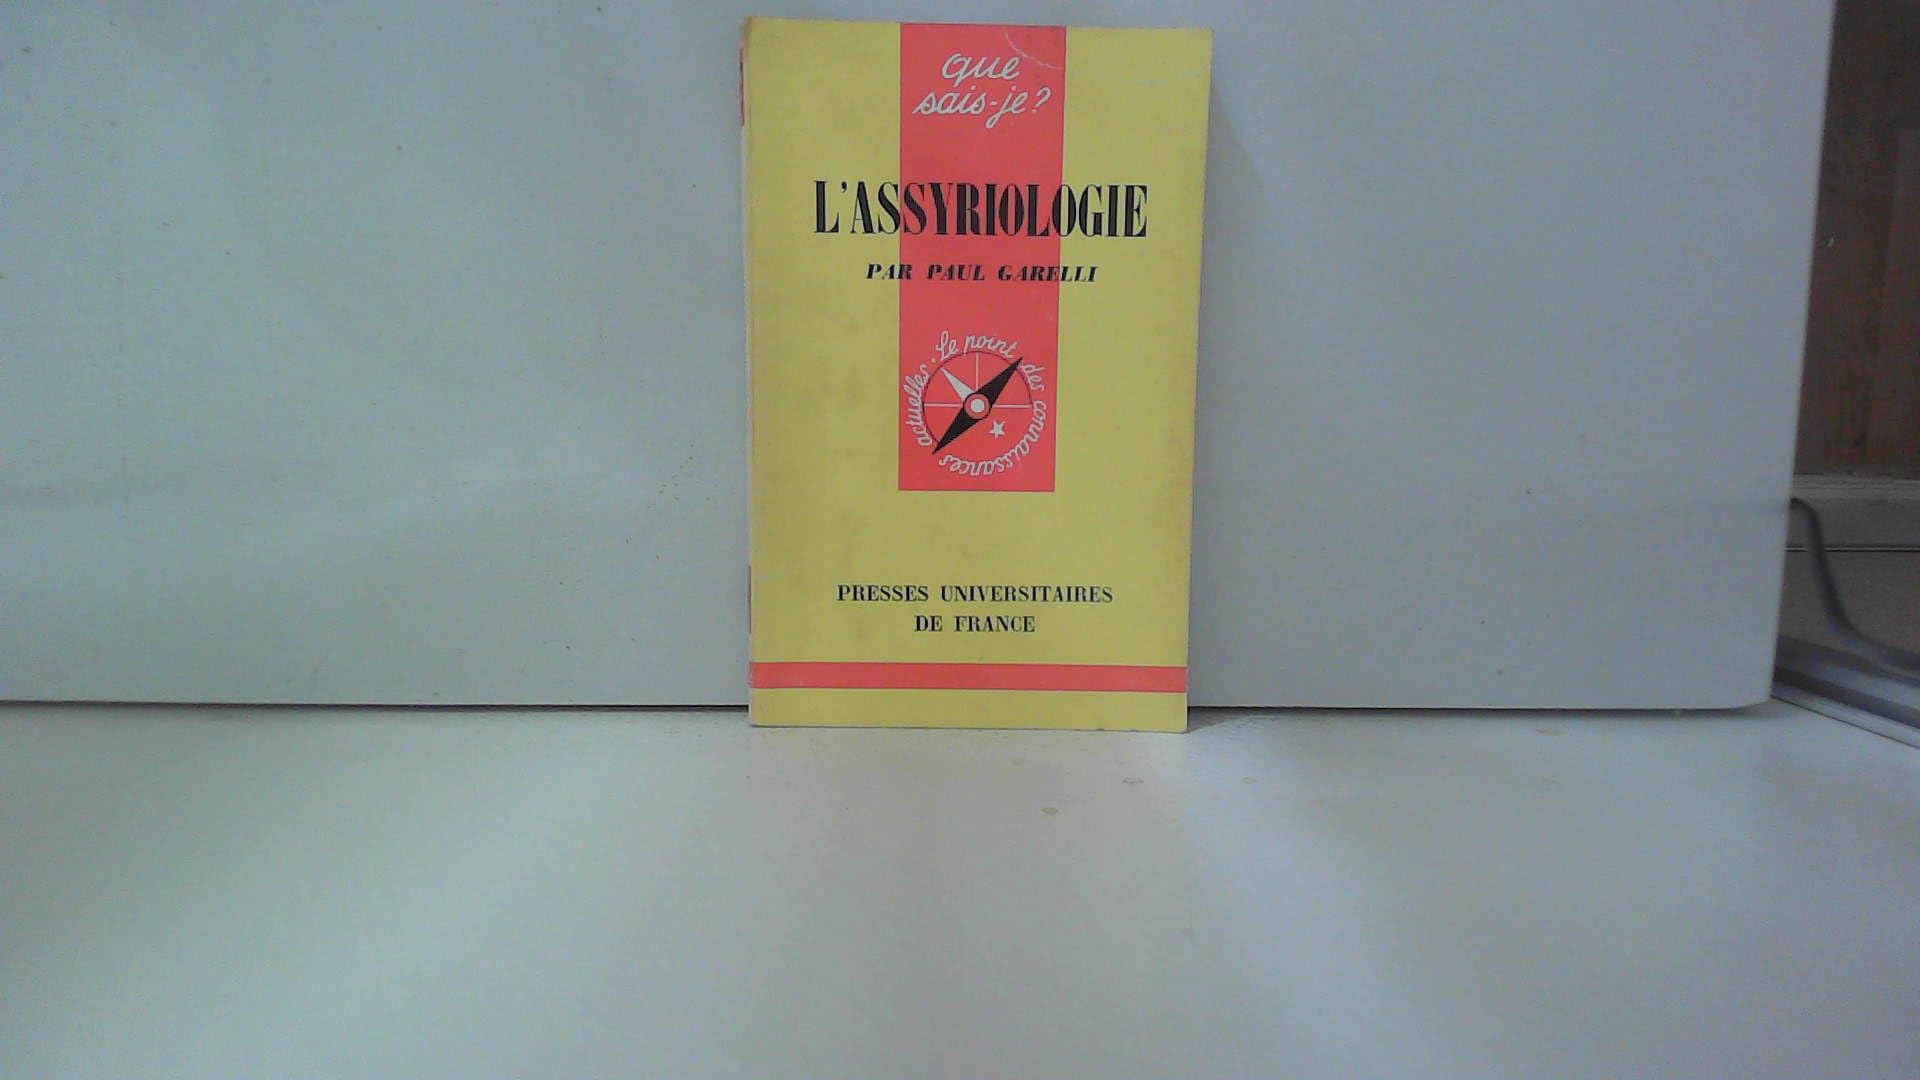 que
sais-je?
L'ASSYRIOLOGIE
PAR PAUL GARELLI
Le point des connaissances actuelles.
PRESSES UNIVERSITAIRES
DE FRANCE